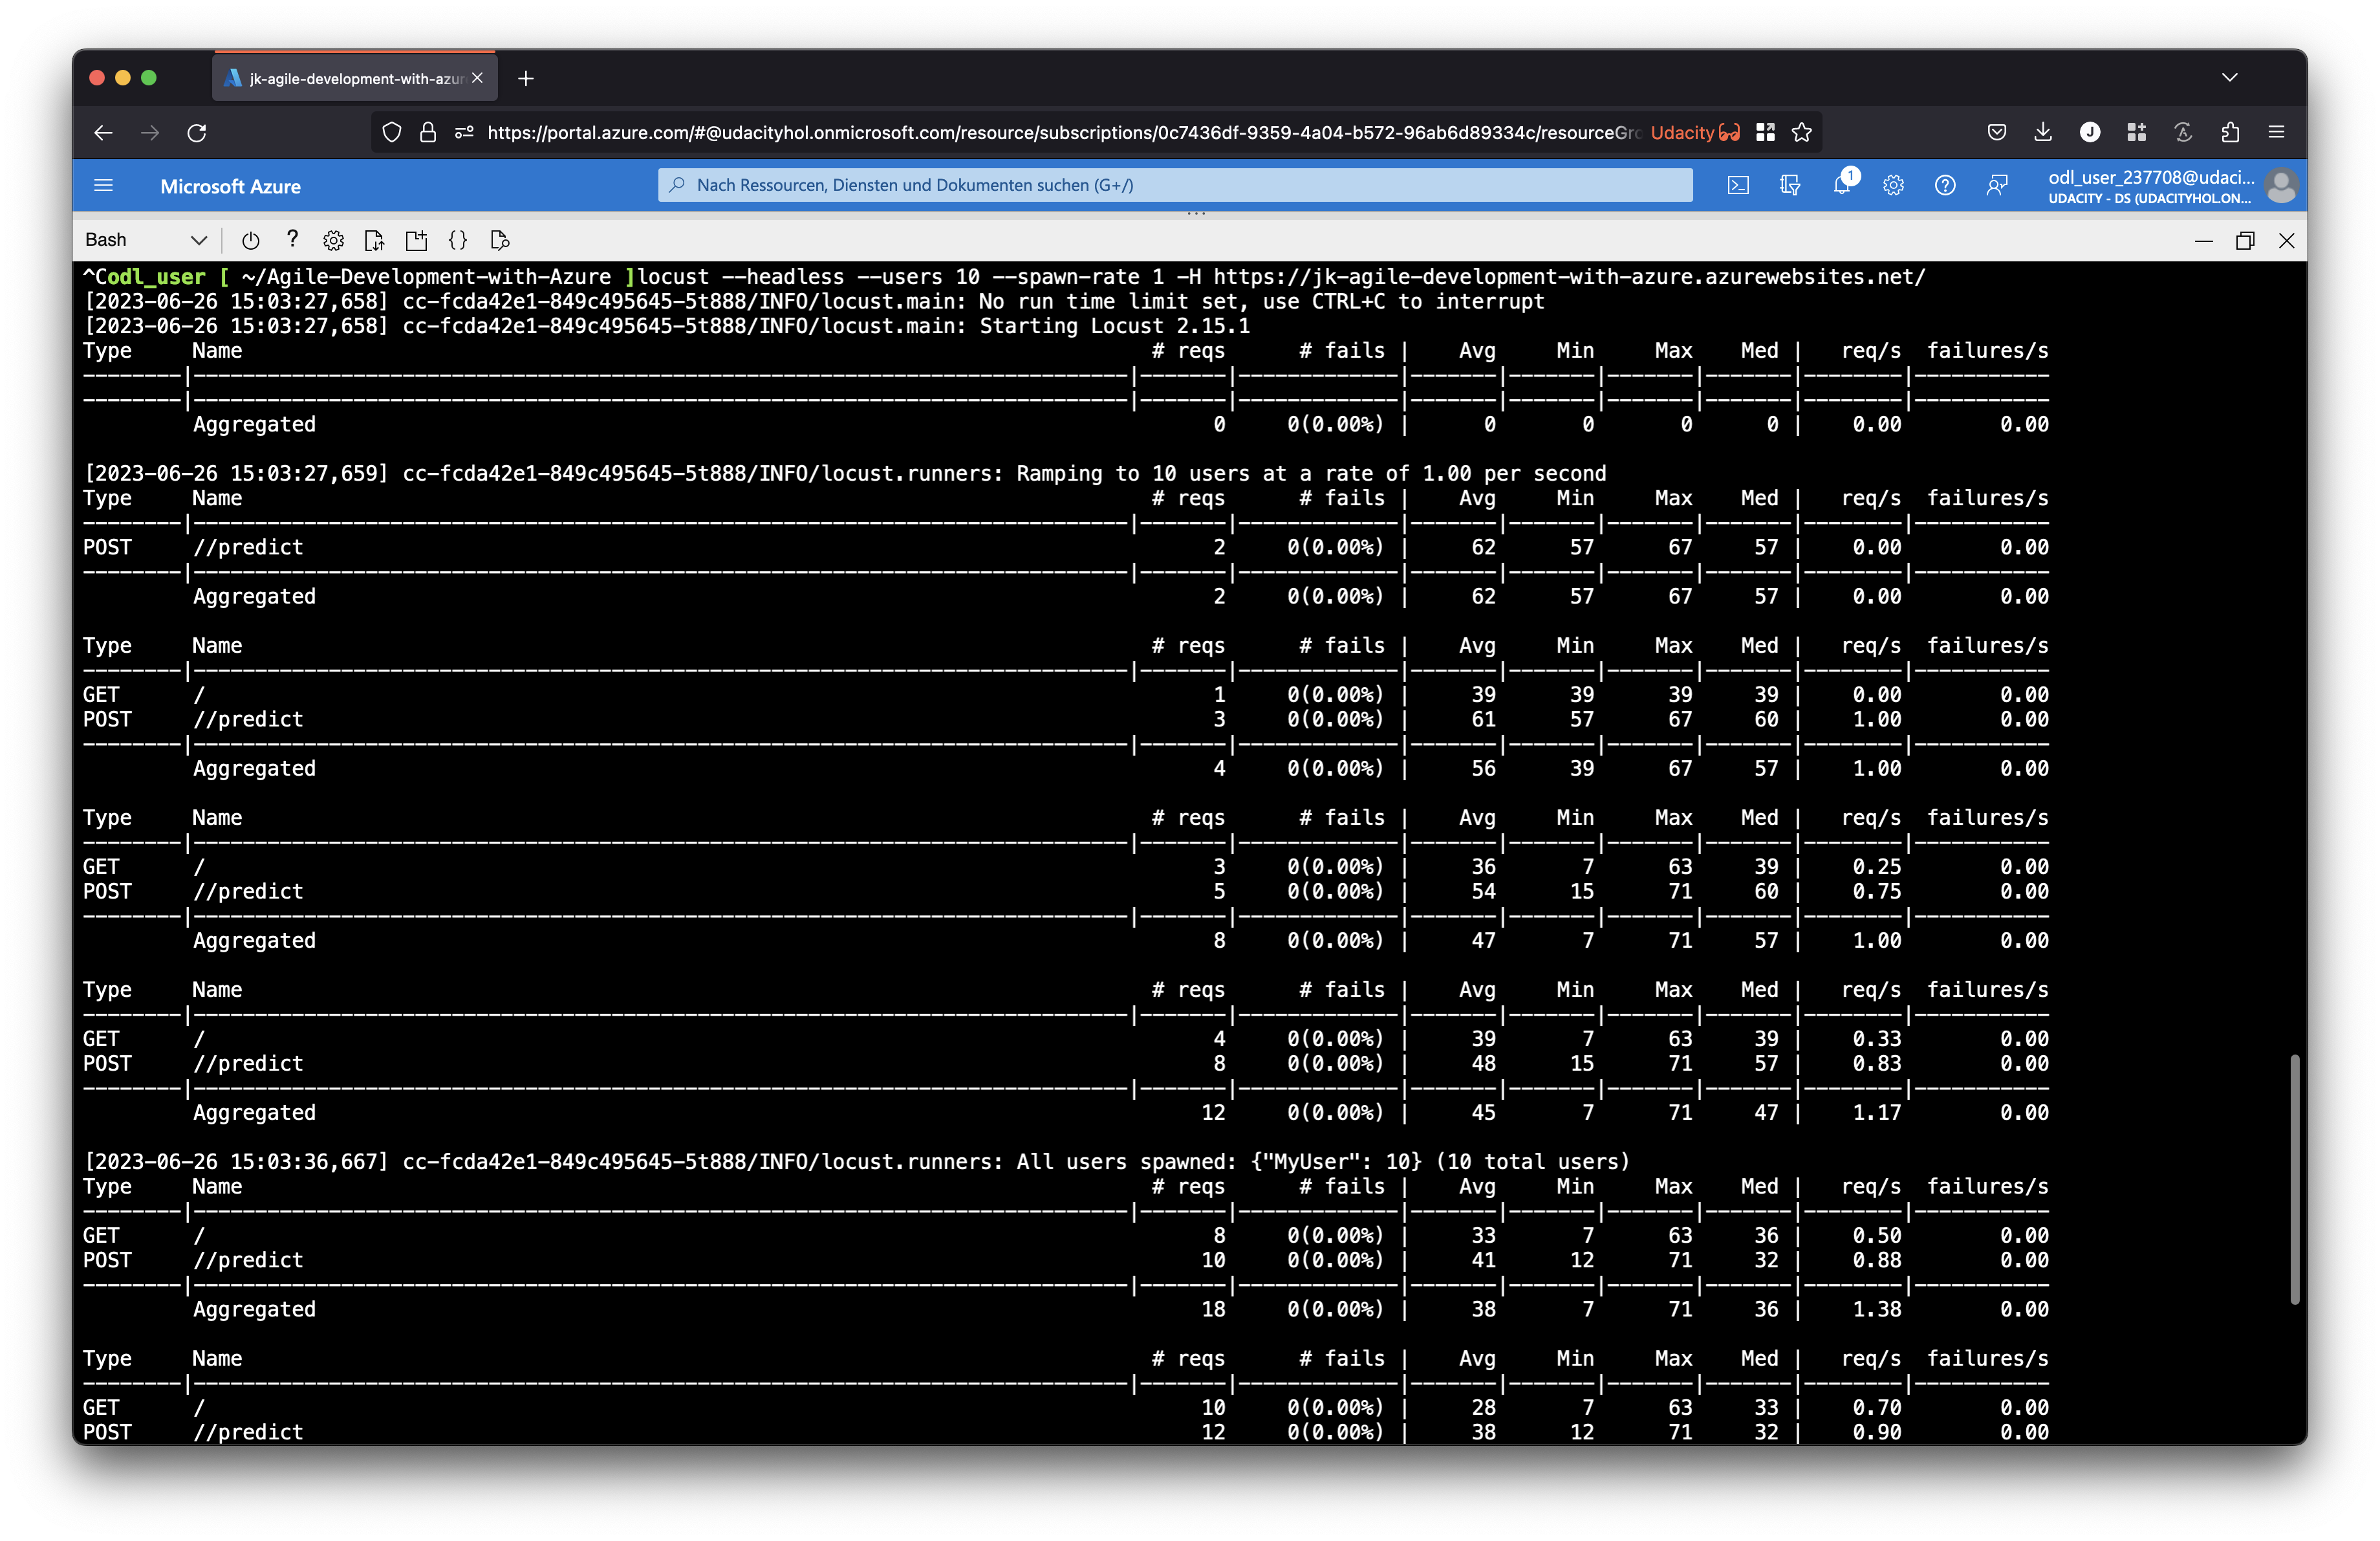 jk-agile-development-with-azur
https://portal.azure.com/#@udacityhol.onmicrosoft.com/resource/subscriptions/0c7436df-9359-4a04-b572-96ab6d89334c/resourceGro Udacity
Microsoft Azure
Nach Ressourcen, Diensten und Dokumenten suchen (G+/)
1
odl_user_237708@udaci...
UDACITY - DS (UDACITYHOL.ON...
Bash
^Codl_user [ ~/Agile-Development-with-Azure ]locust --headless --users 10 --spawn-rate 1 -H https://jk-agile-development-with-azure.azurewebsites.net/
[2023-06-26 15:03:27,658] cc-fcda42e1-849c495645-5t888/INFO/locust.main: No run time limit set, use CTRL+C to interrupt
[2023-06-26 15:03:27,658] cc-fcda42e1-849c495645-5t888/INFO/locust.main: Starting Locust 2.15.1
Type Name # reqs # fails | Avg Min Max Med | req/s failures/s
Aggregated 0 0(0.00%) | 0 0 0 0 | 0.00 0.00
[2023-06-26 15:03:27,659] cc-fcda42e1-849c495645-5t888/INFO/locust.runners: Ramping to 10 users at a rate of 1.00 per second
Type Name # reqs # fails | Avg Min Max Med | req/s failures/s
POST //predict 2 0(0.00%) | 62 57 67 57 | 0.00 0.00
Aggregated 2 0(0.00%) | 62 57 67 57 | 0.00 0.00
Type Name # reqs # fails | Avg Min Max Med | req/s failures/s
GET / 1 0(0.00%) | 39 39 39 39 | 0.00 0.00
POST //predict 3 0(0.00%) | 61 57 67 60 | 1.00 0.00
Aggregated 4 0(0.00%) | 56 39 67 57 | 1.00 0.00
Type Name # reqs # fails | Avg Min Max Med | req/s failures/s
GET / 3 0(0.00%) | 36 7 63 39 | 0.25 0.00
POST //predict 5 0(0.00%) | 54 15 71 60 | 0.75 0.00
Aggregated 8 0(0.00%) | 47 7 71 57 | 1.00 0.00
Type Name # reqs # fails | Avg Min Max Med | req/s failures/s
GET / 4 0(0.00%) | 39 7 63 39 | 0.33 0.00
POST //predict 8 0(0.00%) | 48 15 71 57 | 0.83 0.00
Aggregated 12 0(0.00%) | 45 7 71 47 | 1.17 0.00
[2023-06-26 15:03:36,667] cc-fcda42e1-849c495645-5t888/INFO/locust.runners: All users spawned: {"MyUser": 10} (10 total users)
Type Name # reqs # fails | Avg Min Max Med | req/s failures/s
GET / 8 0(0.00%) | 33 7 63 36 | 0.50 0.00
POST //predict 10 0(0.00%) | 41 12 71 32 | 0.88 0.00
Aggregated 18 0(0.00%) | 38 7 71 36 | 1.38 0.00
Type Name # reqs # fails | Avg Min Max Med | req/s failures/s
GET / 10 0(0.00%) | 28 7 63 33 | 0.70 0.00
POST //predict 12 0(0.00%) | 38 12 71 32 | 0.90 0.00